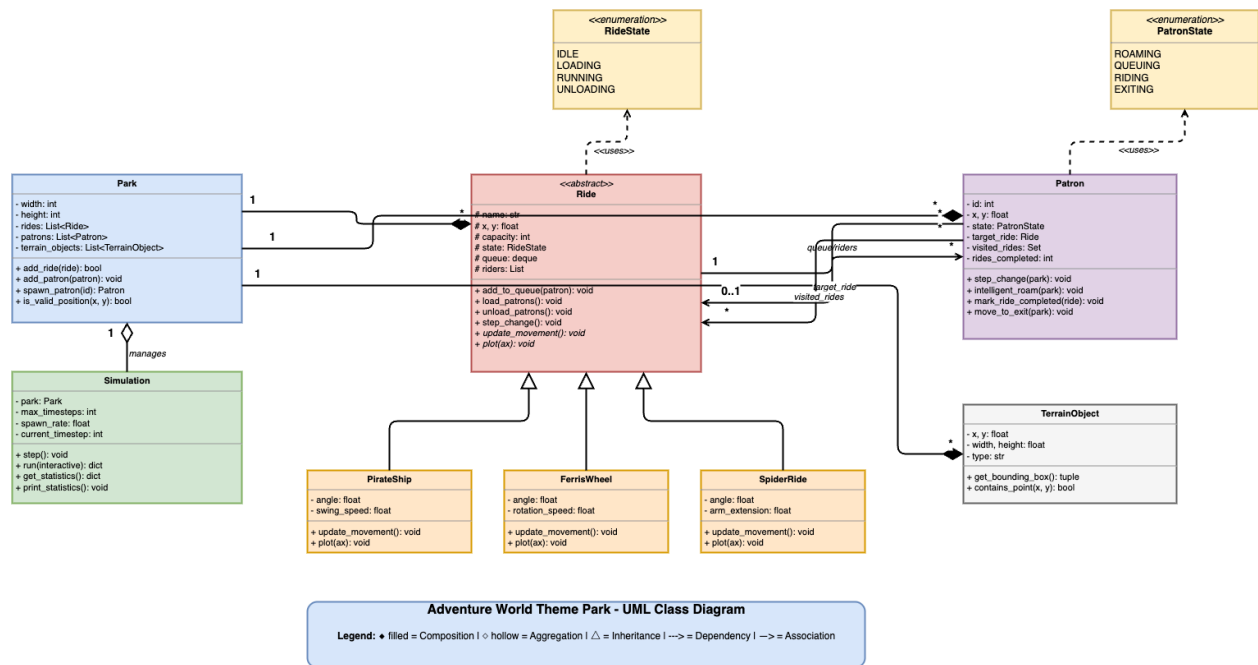 <<enumeration>>
RideState
IDLE
LOADING
RUNNING
UNLOADING
<<enumeration>>
PatronState
ROAMING
QUEUING
RIDING
EXITING
<<uses>>
<<uses>>
Park
- width: int
- height: int
- rides: List<Ride>
- patrons: List<Patron>
- terrain_objects: List<TerrainObject>
+ add_ride(ride): bool
+ add_patron(patron): void
+ spawn_patron(id): Patron
+ is_valid_position(x, y): bool
1
1
1
*
<<abstract>>
Ride
# name: str
# x, y: float
# capacity: int
# state: RideState
# queue: deque
# riders: List
+ add_to_queue(patron): void
+ load_patrons(): void
+ unload_patrons(): void
+ step_change(): void
+ update_movement(): void
+ plot(ax): void
1
0..1
*
queue/riders
target_ride
visited_rides
*
*
*
*
Patron
- id: int
- x, y: float
- state: PatronState
- target_ride: Ride
- visited_rides: Set
- rides_completed: int
+ step_change(park): void
+ intelligent_roam(park): void
+ mark_ride_completed(ride): void
+ move_to_exit(park): void
1
manages
Simulation
- park: Park
- max_timesteps: int
- spawn_rate: float
- current_timestep: int
+ step(): void
+ run(interactive): dict
+ get_statistics(): dict
+ print_statistics(): void
PirateShip
- angle: float
- swing_speed: float
+ update_movement(): void
+ plot(ax): void
FerrisWheel
- angle: float
- rotation_speed: float
+ update_movement(): void
+ plot(ax): void
SpiderRide
- angle: float
- arm_extension: float
+ update_movement(): void
+ plot(ax): void
*
TerrainObject
- x, y: float
- width, height: float
- type: str
+ get_bounding_box(): tuple
+ contains_point(x, y): bool
Adventure World Theme Park - UML Class Diagram
Legend: ⬥ filled = Composition | ⬦ hollow = Aggregation | △ = Inheritance | ---> = Dependency | —> = Association